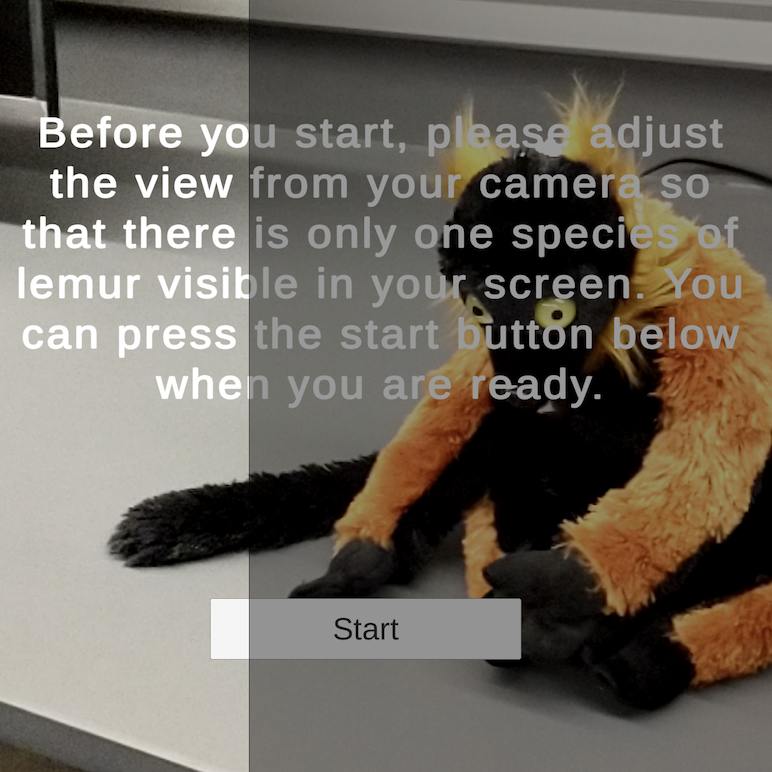 Before you start, please adjust
the view from your camera so
that there is only one species of
lemur visible in your screen. You
can press the start button below
when you are ready.
Start